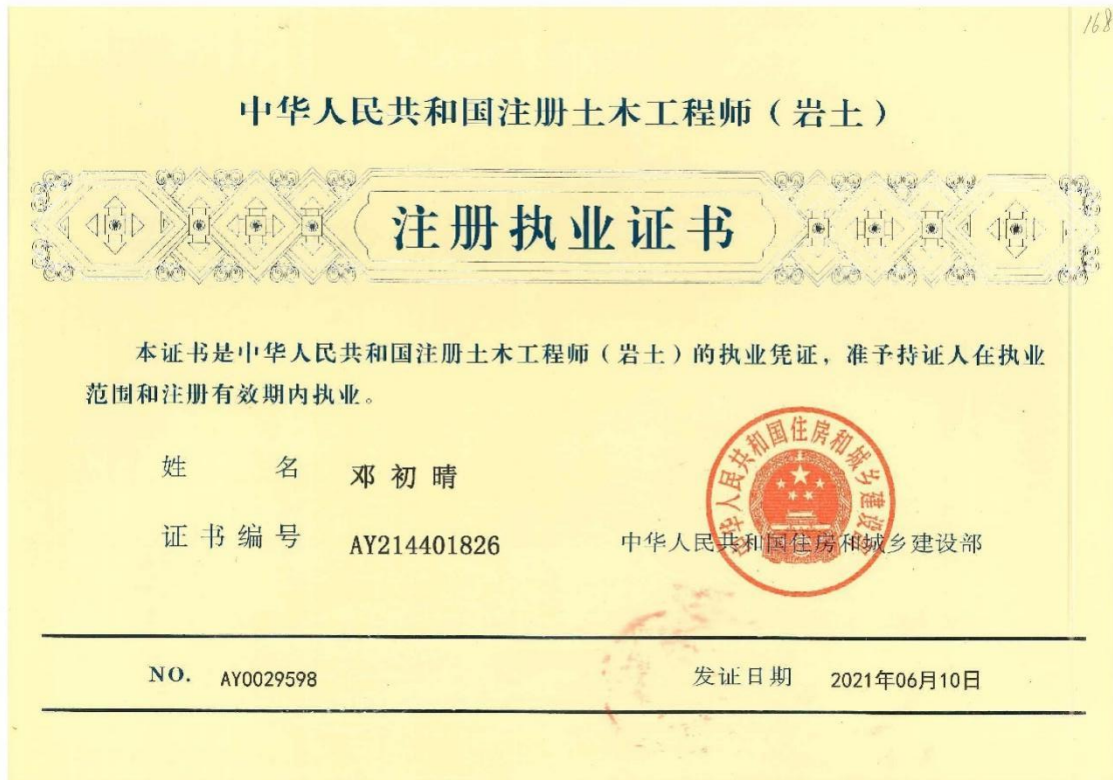 168
中华人民共和国注册土木工程师（岩土）
注册执业证书
本证书是中华人民共和国注册土木工程师（岩土）的执业凭证，准予持证人在执业
范围和注册有效期内执业。
姓 名 邓初晴
证书编号 AY214401826
中华人民共和国住房和城乡建设部
中华人民共和国住房和城乡建设部
NO. AY0029598
发证日期 2021年06月10日